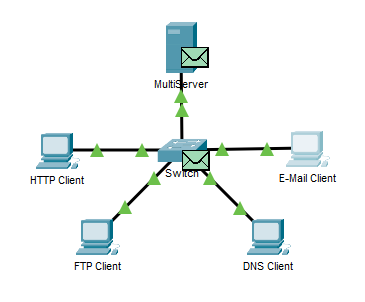 MultiServer
Switch
HTTP Client
E-Mail Client
FTP Client
DNS Client